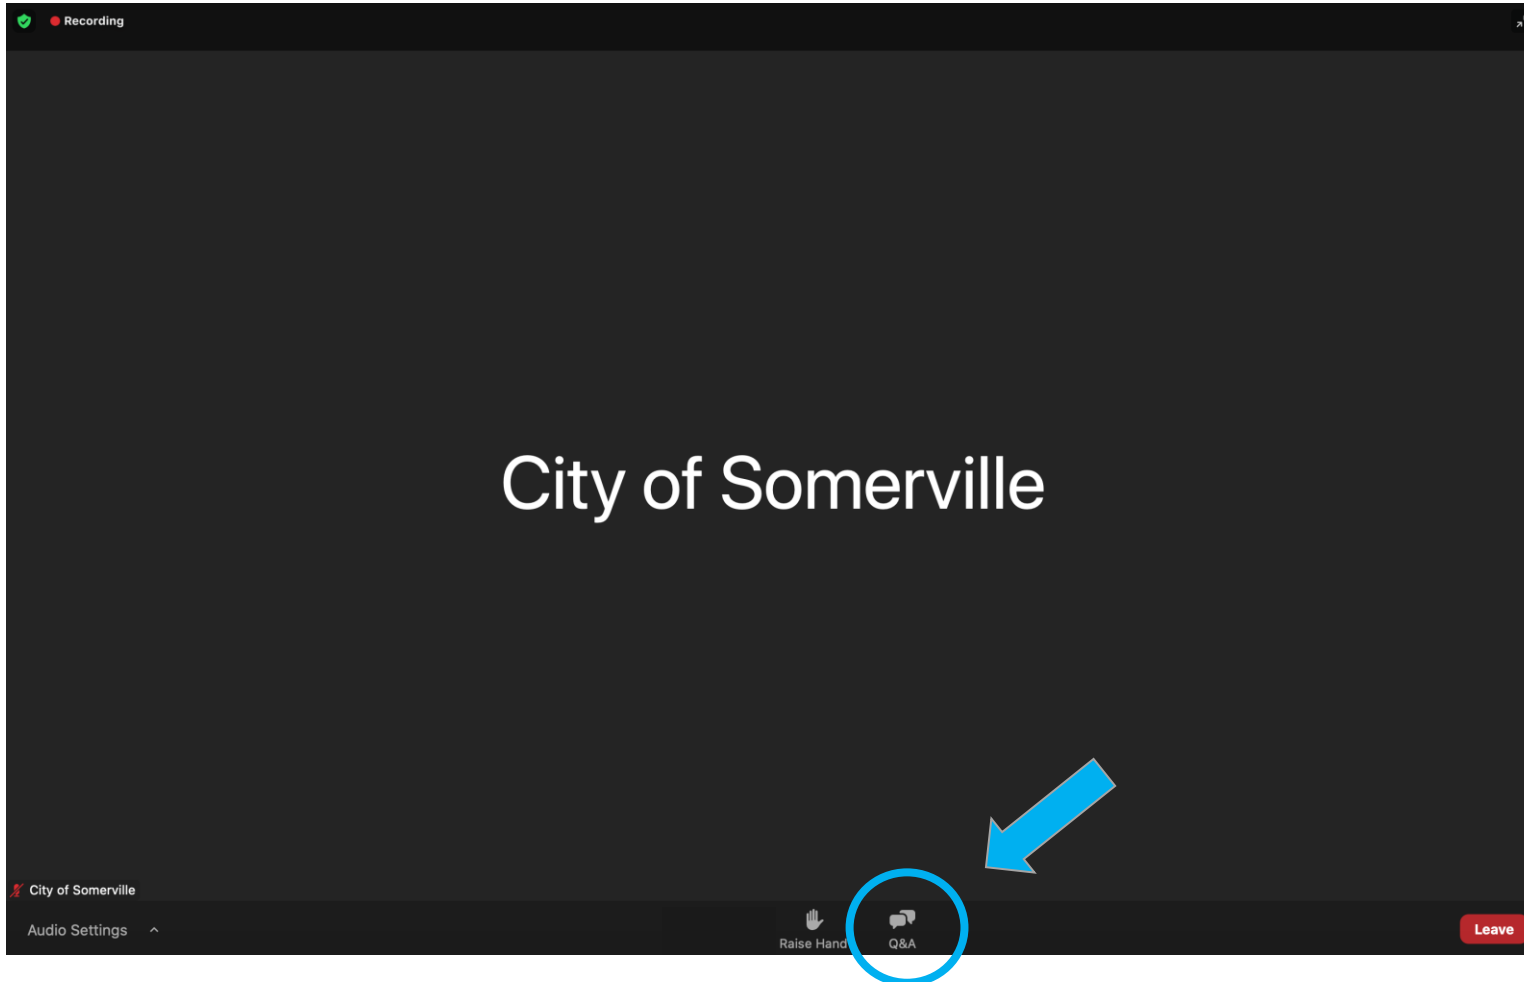 Recording
City of Somerville
City of Somerville
Audio Settings
Raise Hand
Q&A
Leave